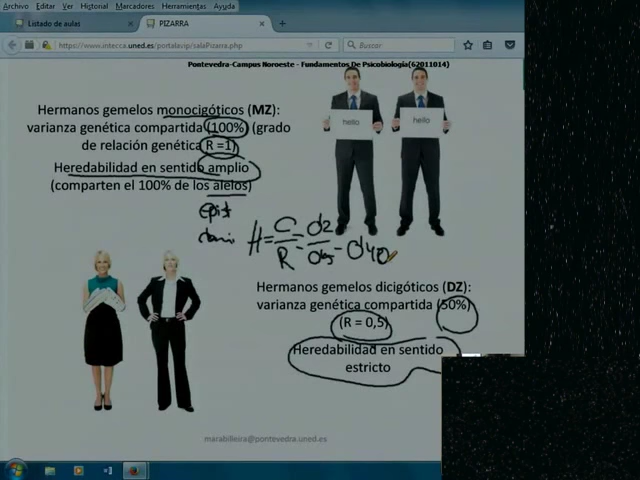 Archivo Editar Ver Historial Marcadores Herramientas Ayuda
Listado de aulas
PIZARRA
https://www.intecca.uned.es/portalavip/salaPizarra.php
Buscar
Pontevedra-Campus Noroeste - Fundamentos De Psicobiología(62011014)
Hermanos gemelos monocigóticos (MZ):
varianza genética compartida (100%) (grado
de relación genética R =1)
Heredabilidad en sentido amplio
(comparten el 100% de los alelos)
hello
hello
epist
H=C/R
Hermanos gemelos dicigóticos (DZ):
varianza genética compartida (50%)
(R = 0,5)
Heredabilidad en sentido
estricto
marabilleira@pontevedra.uned.es